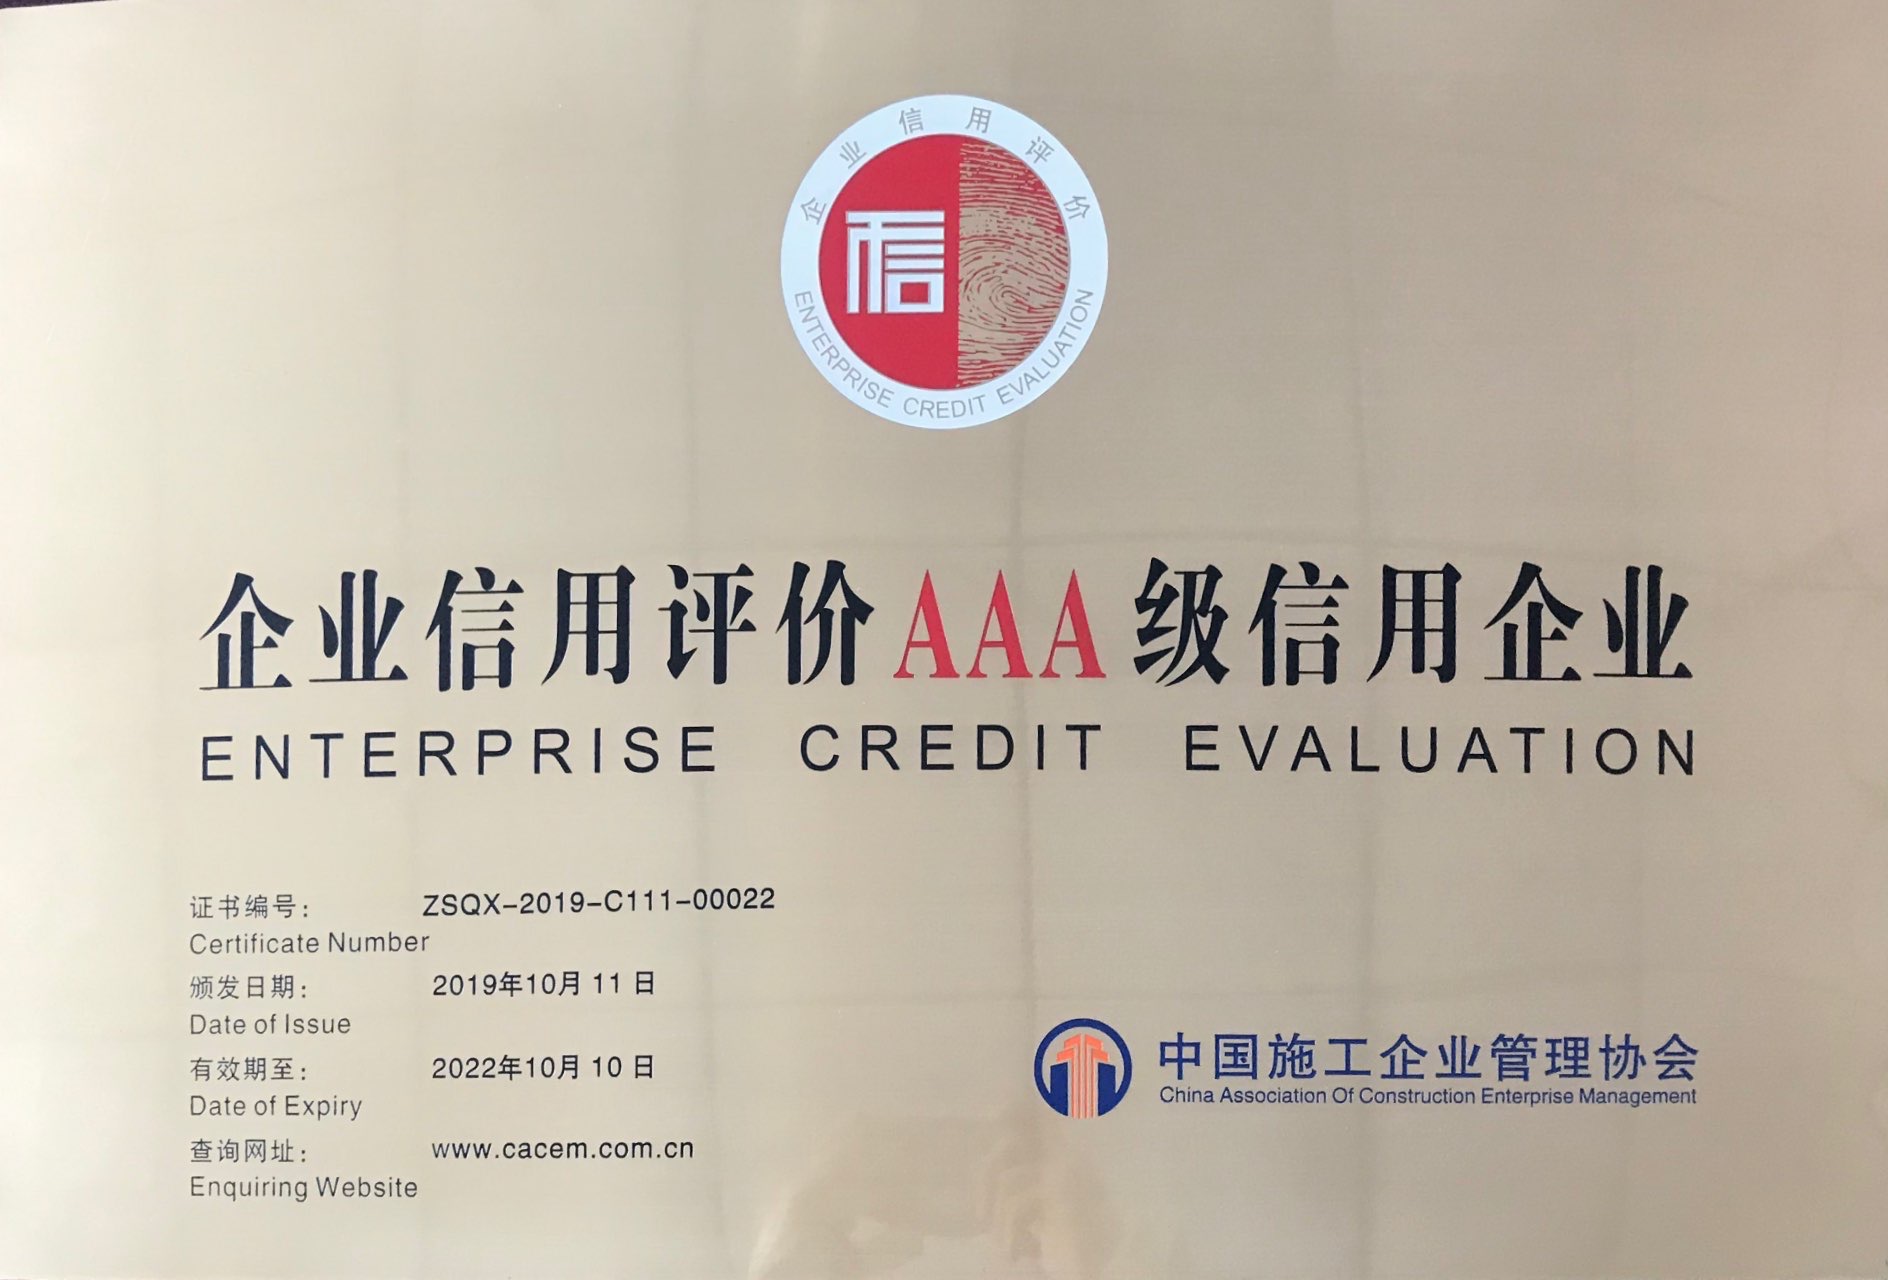 企业信用评价
信
ENTERPRISE CREDIT EVALUATION
企业信用评价AAA级信用企业
ENTERPRISE CREDIT EVALUATION
证书编号： ZSQX-2019-C111-00022
Certificate Number
颁发日期： 2019年10月 11 日
Date of Issue
有效期至： 2022年10月 10 日
Date of Expiry
查询网址： www.cacem.com.cn
Enquiring Website
中国施工企业管理协会
China Association Of Construction Enterprise Management